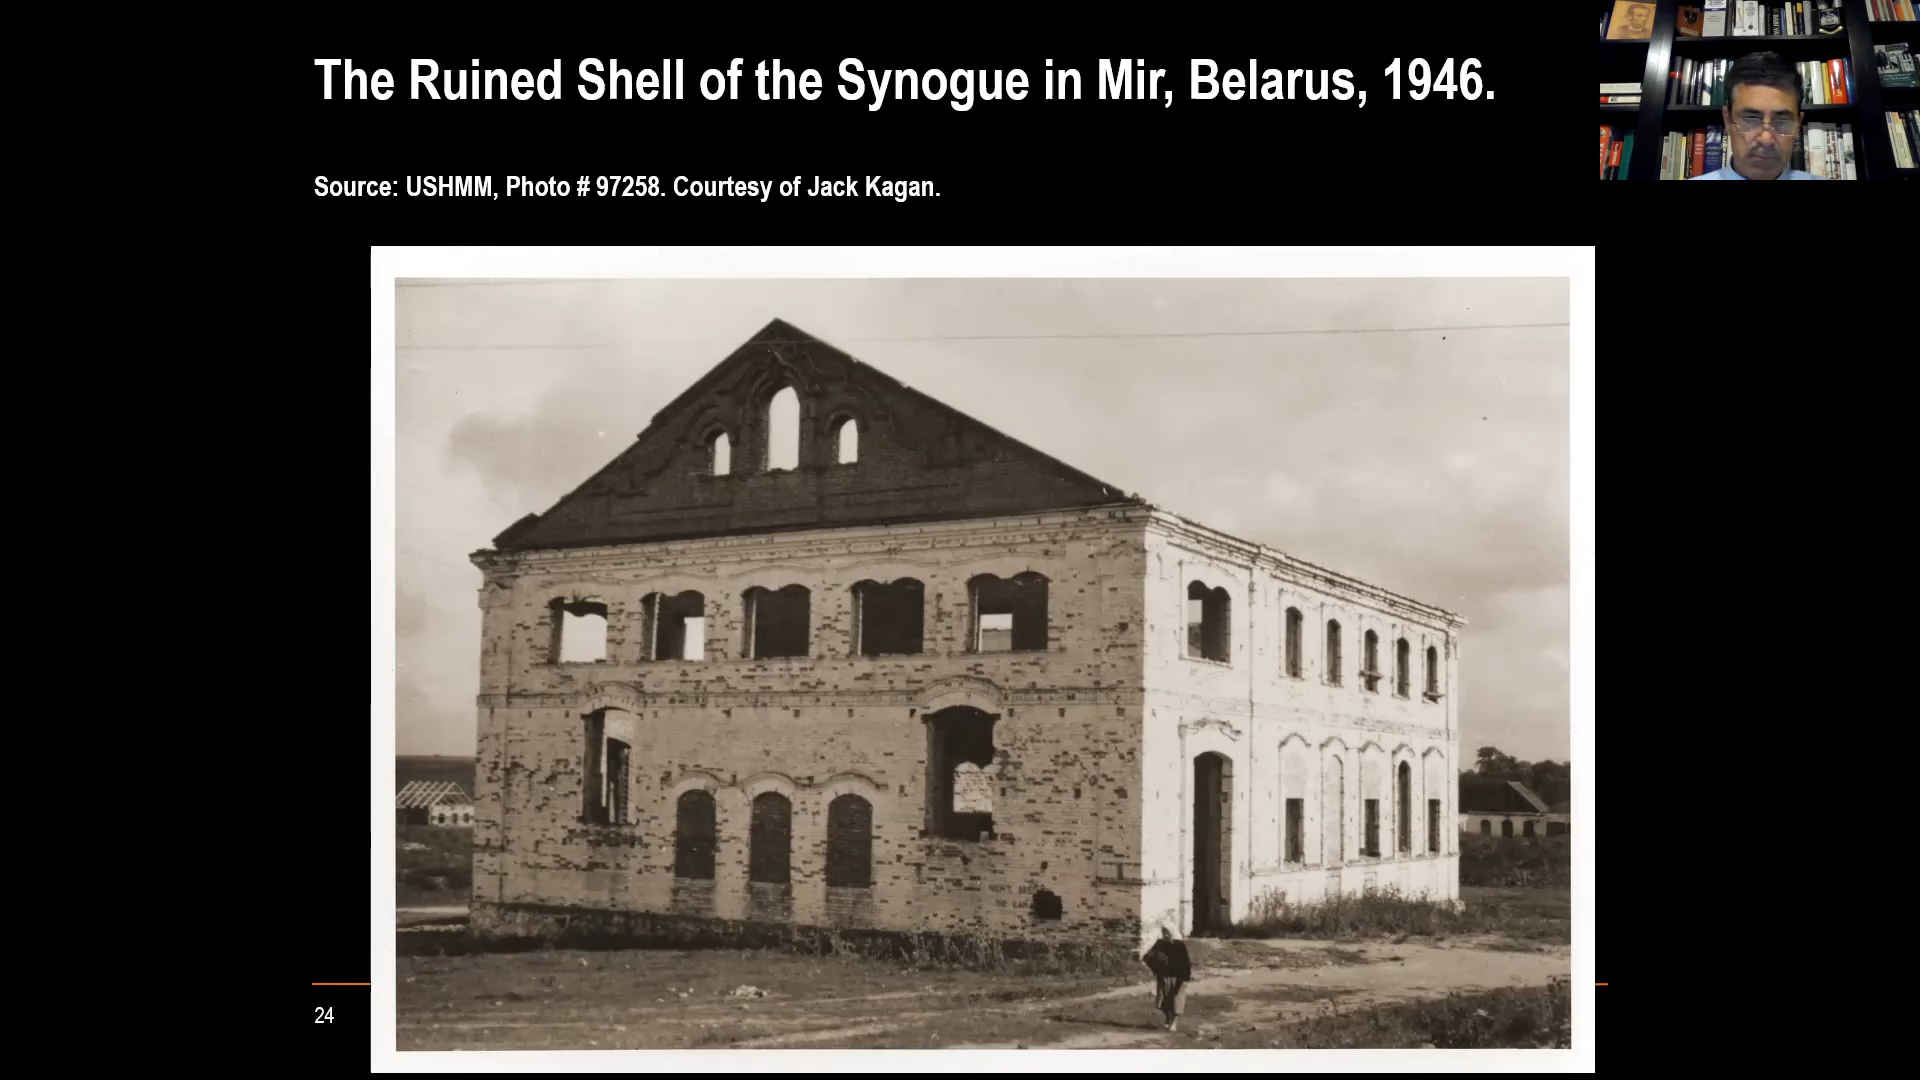 The Ruined Shell of the Synogue in Mir, Belarus, 1946.
Source: USHMM, Photo # 97258. Courtesy of Jack Kagan.
24